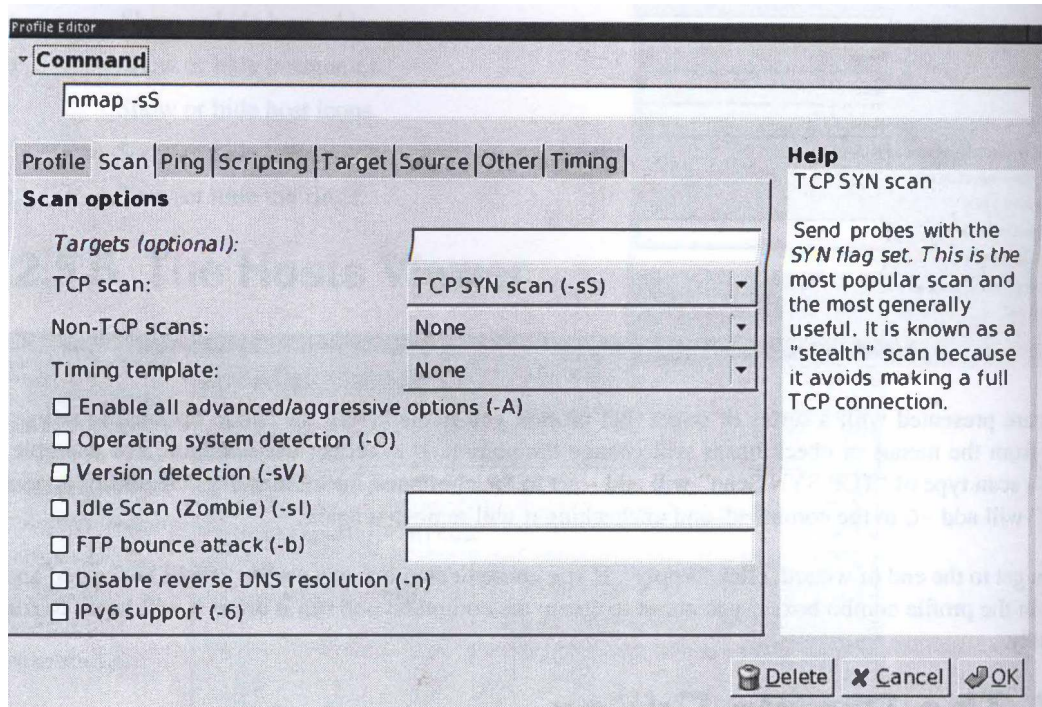 Profile Editor
Command
nmap -sS
Profile Scan Ping Scripting Target Source Other Timing
Scan options
Targets (optional):
TCP scan:
TCP SYN scan (-sS)
Non-TCP scans:
None
Timing template:
None
Enable all advanced/aggressive options (-A)
Operating system detection (-O)
Version detection (-sV)
Idle Scan (Zombie) (-sI)
FTP bounce attack (-b)
Disable reverse DNS resolution (-n)
IPv6 support (-6)
Help
TCP SYN scan
Send probes with the
SYN flag set. This is the
most popular scan and
the most generally
useful. It is known as a
"stealth" scan because
it avoids making a full
TCP connection.
Delete
Cancel
OK